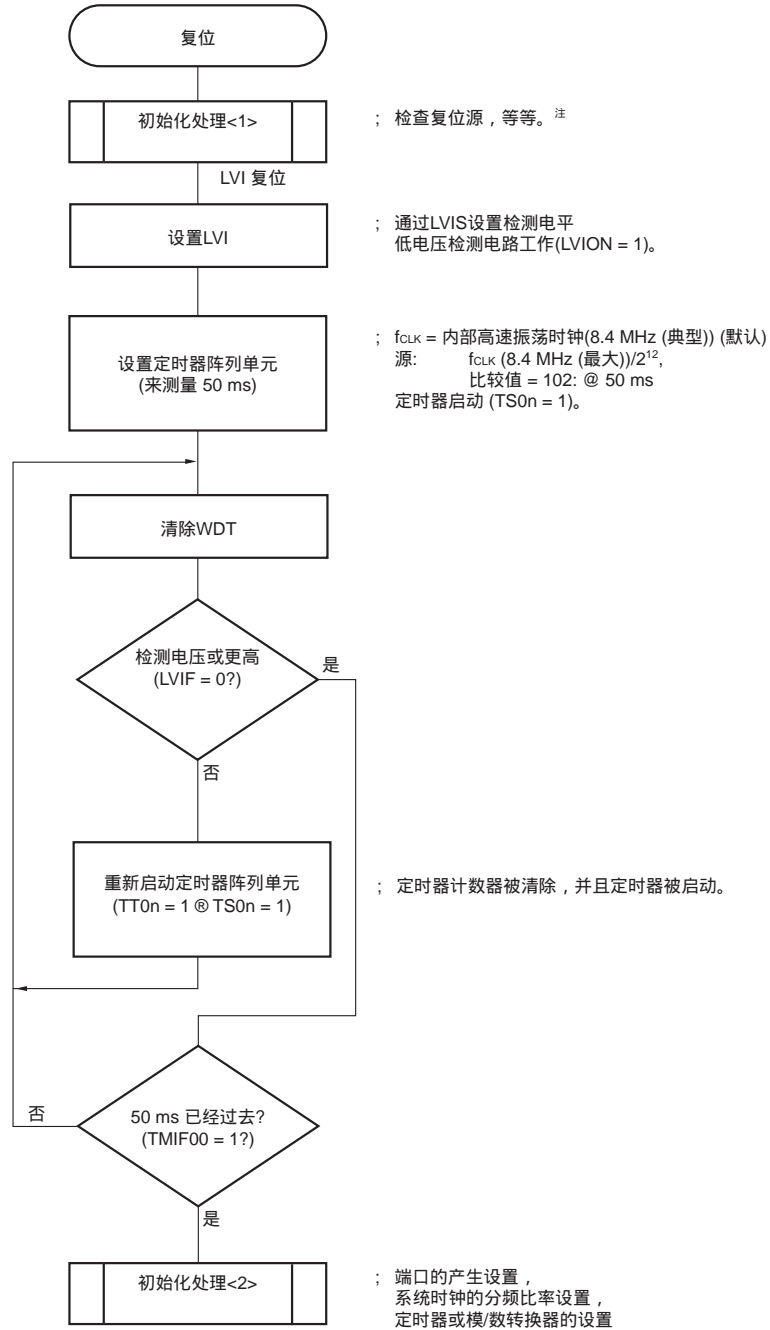 复位
初始化处理<1>
; 检查复位源，等等。注
LVI 复位
设置LVI
; 通过LVIS设置检测电平
低电压检测电路工作(LVION = 1)。
设置定时器阵列单元
(来测量 50 ms)
; fCLK = 内部高速振荡时钟(8.4 MHz (典型)) (默认)
源: fCLK (8.4 MHz (最大))/2¹²,
比较值 = 102: @ 50 ms
定时器启动 (TS0n = 1)。
清除WDT
检测电压或更高
(LVIF = 0?)
是
否
重新启动定时器阵列单元
(TT0n = 1 ® TS0n = 1)
; 定时器计数器被清除，并且定时器被启动。
否
50 ms 已经过去?
(TMIF00 = 1?)
是
初始化处理<2>
; 端口的产生设置，
系统时钟的分频比率设置，
定时器或模/数转换器的设置